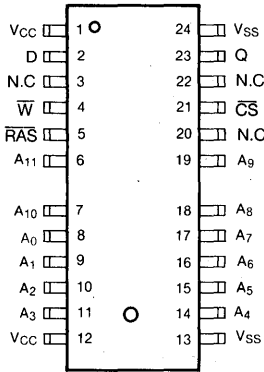 VCC 1 24 VSS
D 2 23 Q
N.C 3 22 N.C
W̅ 4 21 C̅S̅
R̅A̅S̅ 5 20 N.C
A11 6 19 A9
A10 7 18 A8
A0 8 17 A7
A1 9 16 A6
A2 10 15 A5
A3 11 14 A4
VCC 12 13 VSS